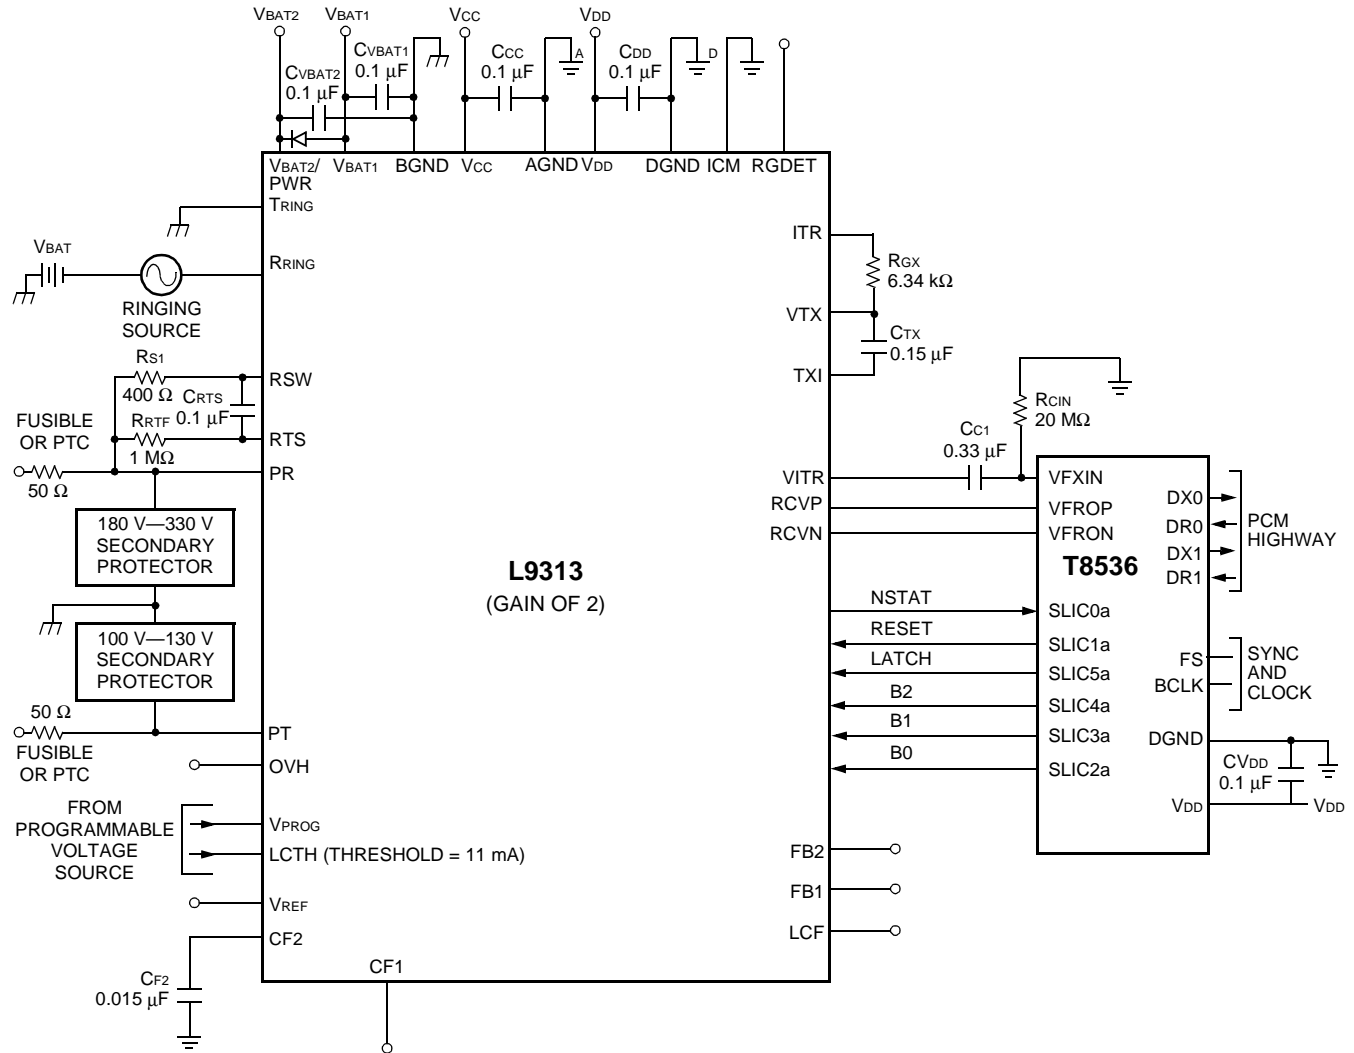 VBAT2
VBAT1
VCC
VDD
CVBAT2
0.1 µF
CVBAT1
0.1 µF
CCC
0.1 µF
A
CDD
0.1 µF
D
VBAT2/
PWR
VBAT1
BGND
VCC
AGND
VDD
DGND
ICM
RGDET
TRING
VBAT
RRING
RINGING
SOURCE
RS1
400 Ω
RSW
CRTS
0.1 µF
RRTF
1 MΩ
RTS
FUSIBLE
OR PTC
50 Ω
PR
180 V—330 V
SECONDARY
PROTECTOR
100 V—130 V
SECONDARY
PROTECTOR
50 Ω
FUSIBLE
OR PTC
PT
OVH
FROM
PROGRAMMABLE
VOLTAGE
SOURCE
VPROG
LCTH (THRESHOLD = 11 mA)
VREF
CF2
CF2
0.015 µF
CF1
L9313
(GAIN OF 2)
ITR
RGX
6.34 kΩ
VTX
CTX
0.15 µF
TXI
RCIN
20 MΩ
CC1
0.33 µF
VITR
RCVP
RCVN
VFXIN
VFROP
VFRON
T8536
DX0
DR0
DX1
DR1
PCM
HIGHWAY
NSTAT
SLIC0a
RESET
SLIC1a
LATCH
SLIC5a
B2
SLIC4a
B1
SLIC3a
B0
SLIC2a
FS
BCLK
SYNC
AND
CLOCK
DGND
CVDD
0.1 µF
VDD
VDD
FB2
FB1
LCF